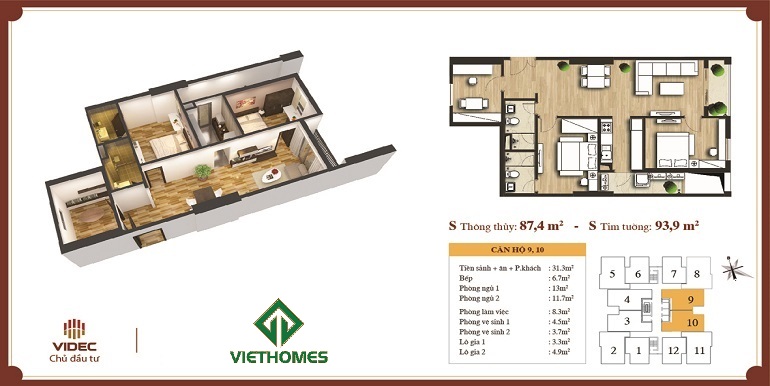 S Thông thủy: 87,4 m² - S Tim tường: 93,9 m²
CĂN HỘ 9, 10
Tiền sảnh + ăn + P.khách : 31.3m²
Bếp : 6.7m²
Phòng ngủ 1 : 13m²
Phòng ngủ 2 : 11.7m²
Phòng làm việc : 8.3m²
Phòng ve sinh 1 : 4.5m²
Phòng ve sinh 2 : 3.7m²
Lô gia 1 : 3.3m²
Lô gia 2 : 4.9m²
5 6 7 8
4 9
3 10
2 1 12 11
VIDEC
Chủ đầu tư
VIETHOMES